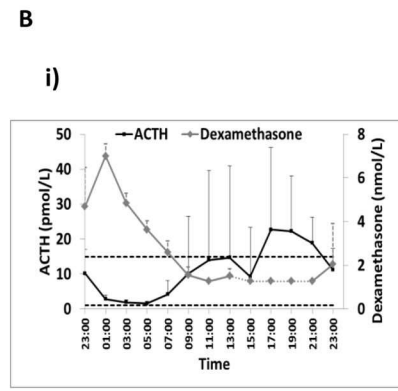 B
i)
ACTH Dexamethasone
ACTH (pmol/L)
50
40
30
20
10
0
Dexamethasone (nmol/L)
8
6
4
2
0
23:00 01:00 03:00 05:00 07:00 09:00 11:00 13:00 15:00 17:00 19:00 21:00 23:00
Time